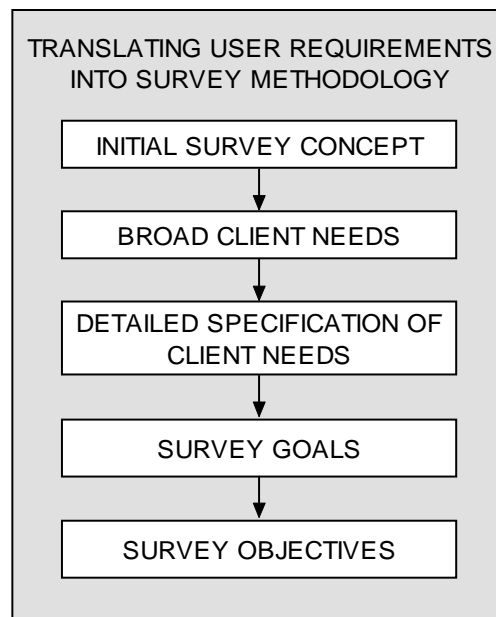 TRANSLATING USER REQUIREMENTS
INTO SURVEY METHODOLOGY
INITIAL SURVEY CONCEPT
BROAD CLIENT NEEDS
DETAILED SPECIFICATION OF
CLIENT NEEDS
SURVEY GOALS
SURVEY OBJECTIVES